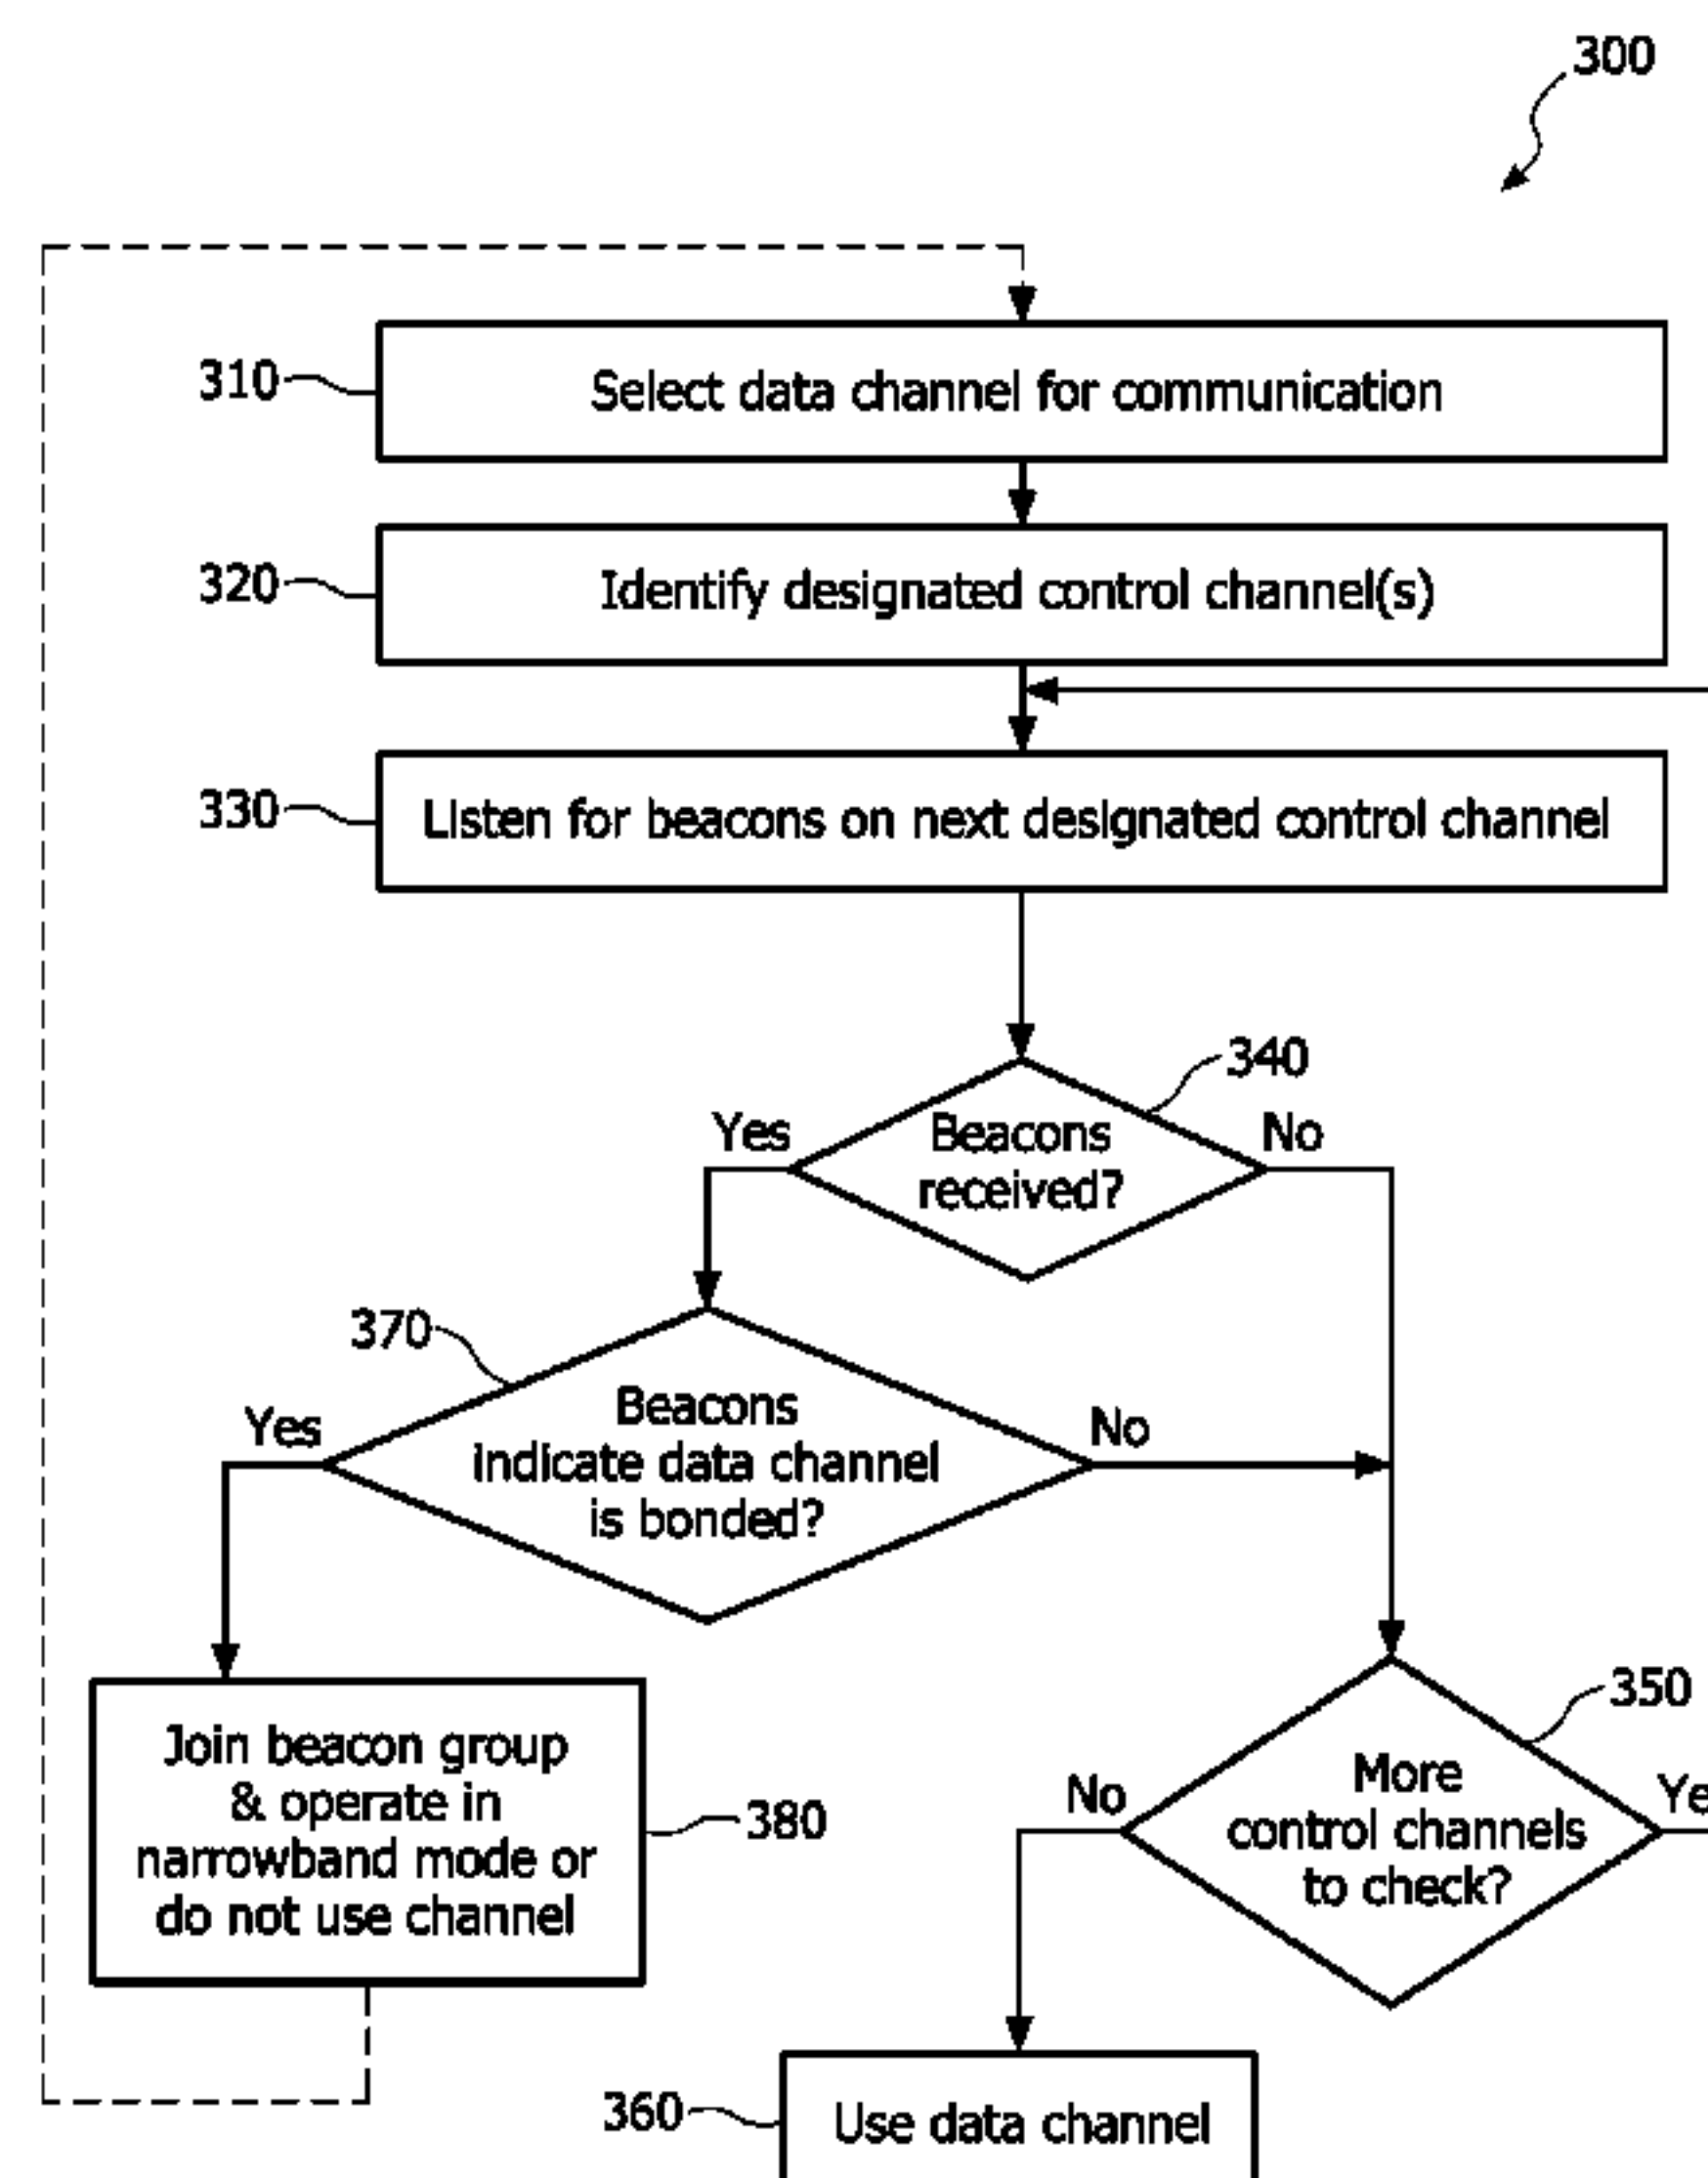 300
310
Select data channel for communication
320
Identify designated control channel(s)
330
Listen for beacons on next designated control channel
340
Yes
Beacons
received?
No
370
Yes
Beacons
indicate data channel
is bonded?
No
350
Join beacon group
& operate in
narrowband mode or
do not use channel
380
No
More
control channels
to check?
360
Use data channel